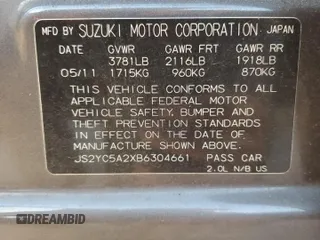 MFD BY SUZUKI MOTOR CORPORATION JAPAN
DATE GVWR GAWR FRT GAWR RR
3781LB 2116LB 1918LB
05/11 1715KG 960KG 870KG
THIS VEHICLE CONFORMS TO ALL
APPLICABLE FEDERAL MOTOR
VEHICLE SAFETY, BUMPER AND
THEFT PREVENTION STANDARDS
IN EFFECT ON THE DATE OF
MANUFACTURE SHOWN ABOVE.
JS2YC5A2XB6304661 PASS CAR
2.0L N/B US
DREAMBID